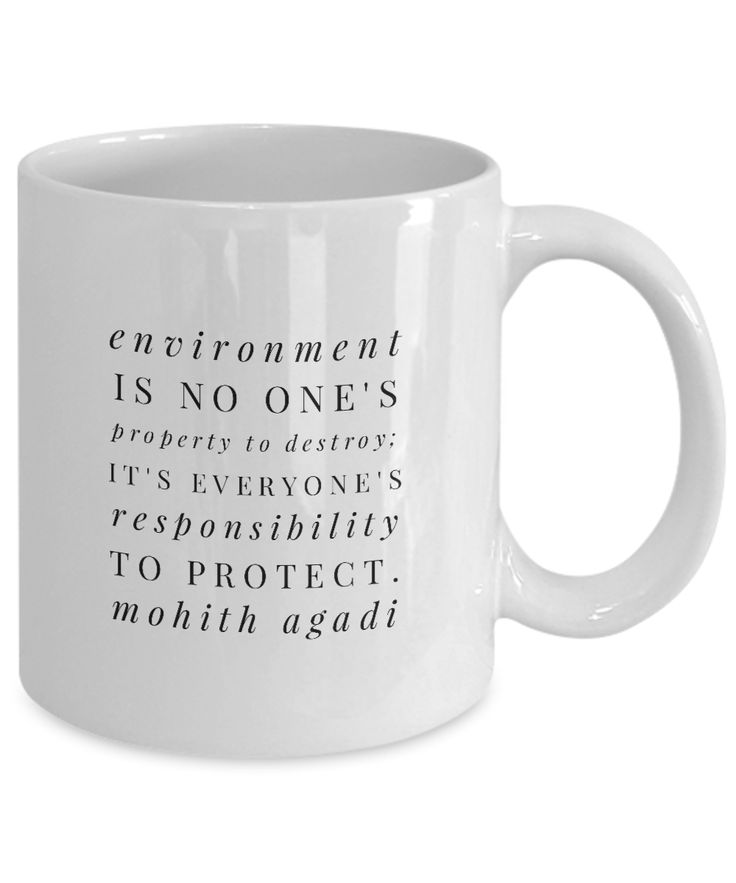 environment
IS NO ONE'S
property to destroy;
IT'S EVERYONE'S
responsibility
TO PROTECT.
mohith agadi